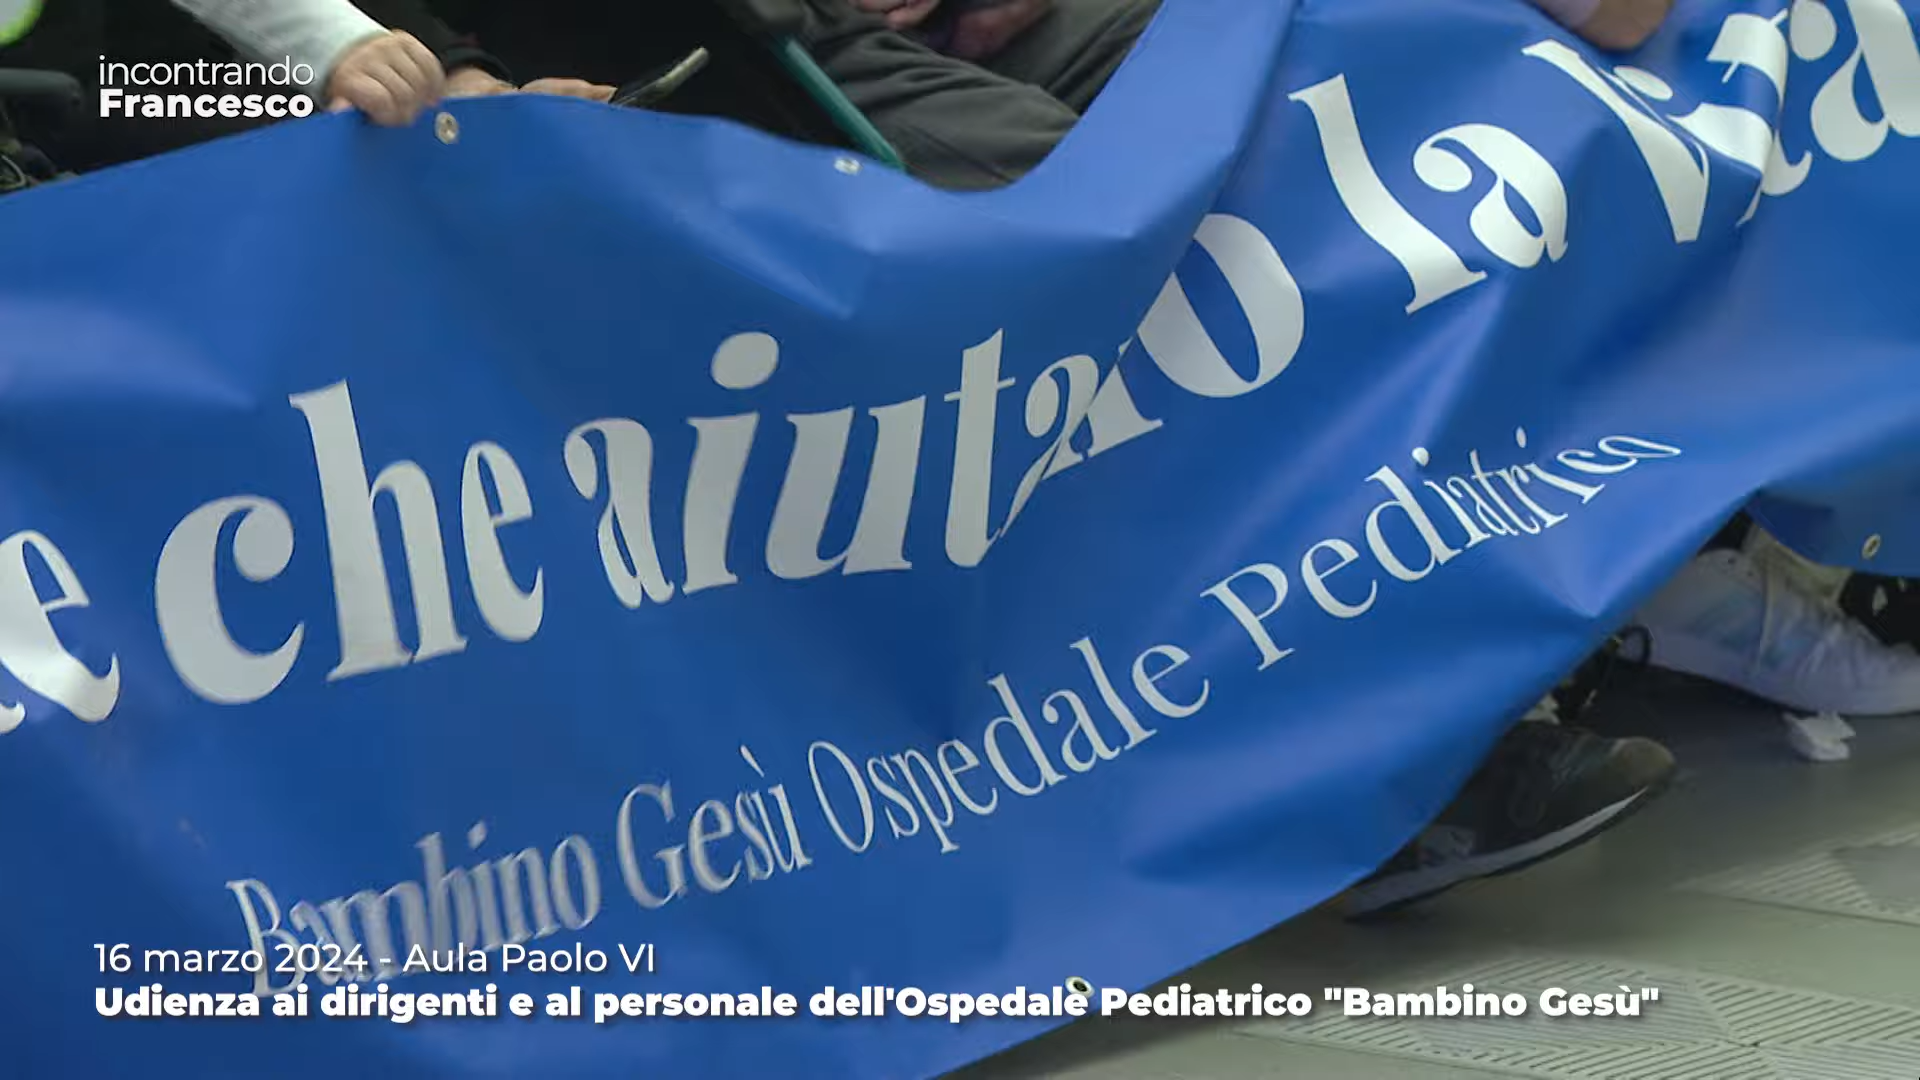 incontrando
Francesco
che aiutano la vita
Bambino Gesù Ospedale Pediatrico
16 marzo 2024 - Aula Paolo VI
Udienza ai dirigenti e al personale dell'Ospedale Pediatrico "Bambino Gesù"